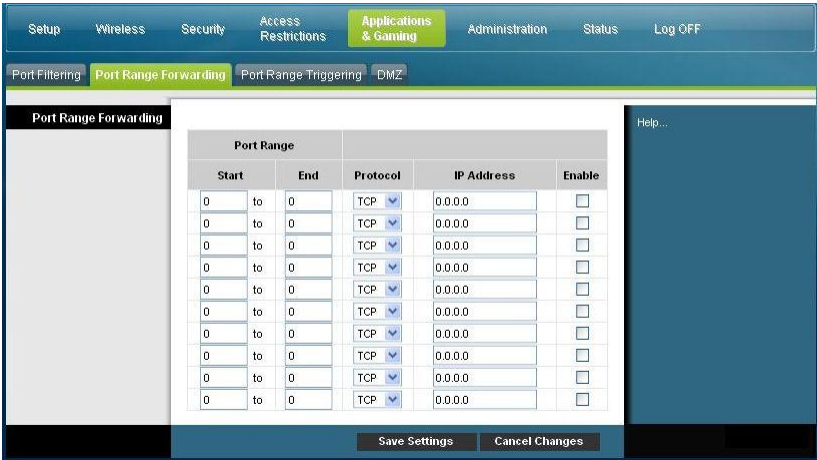 Setup Wireless Security Access Restrictions Applications & Gaming Administration Status Log OFF
Port Filtering Port Range Forwarding Port Range Triggering DMZ
Port Range Forwarding
Help...
Port Range
Start End Protocol IP Address Enable
0 to 0 TCP 0.0.0.0
0 to 0 TCP 0.0.0.0
0 to 0 TCP 0.0.0.0
0 to 0 TCP 0.0.0.0
0 to 0 TCP 0.0.0.0
0 to 0 TCP 0.0.0.0
0 to 0 TCP 0.0.0.0
0 to 0 TCP 0.0.0.0
0 to 0 TCP 0.0.0.0
0 to 0 TCP 0.0.0.0
Save Settings Cancel Changes